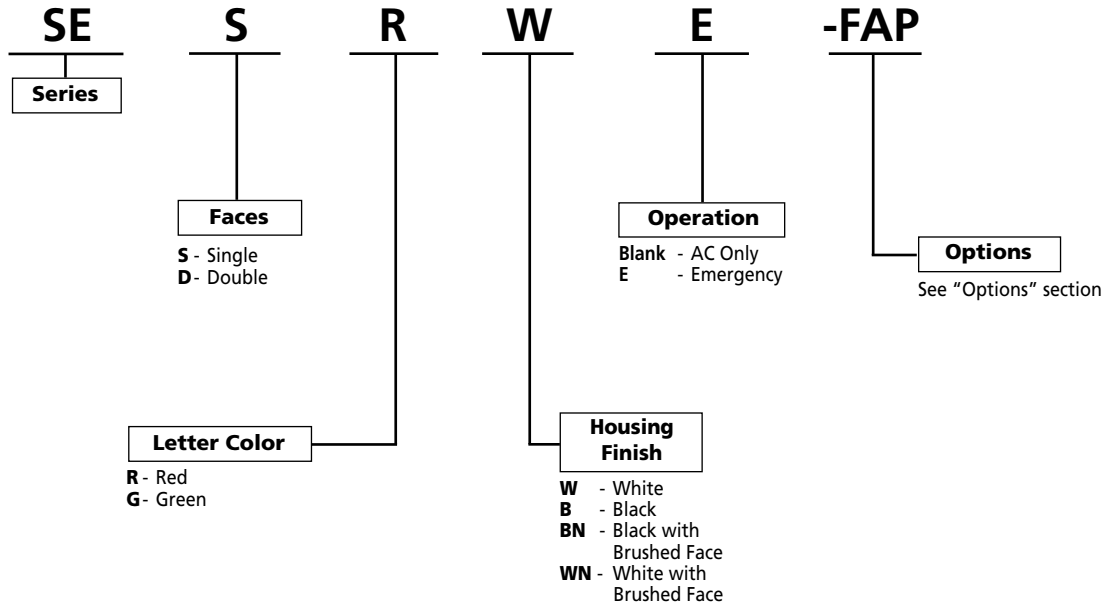 SE S R W E -FAP
Series
Faces
S - Single
D - Double
Operation
Blank - AC Only
E - Emergency
Options
See “Options” section
Letter Color
R - Red
G - Green
Housing
Finish
W - White
B - Black
BN - Black with
Brushed Face
WN - White with
Brushed Face